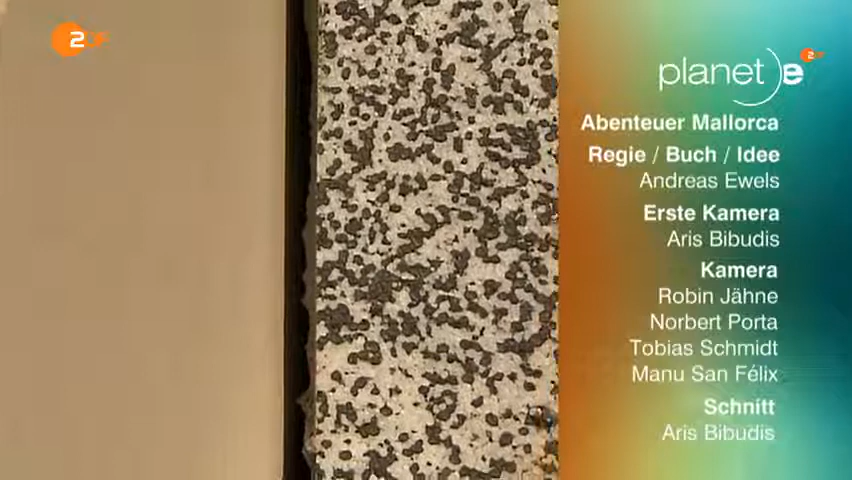 2DF
planet e
2DF
Abenteuer Mallorca
Regie / Buch / Idee
Andreas Ewels
Erste Kamera
Aris Bibudis
Kamera
Robin Jähne
Norbert Porta
Tobias Schmidt
Manu San Félix
Schnitt
Aris Bibudis